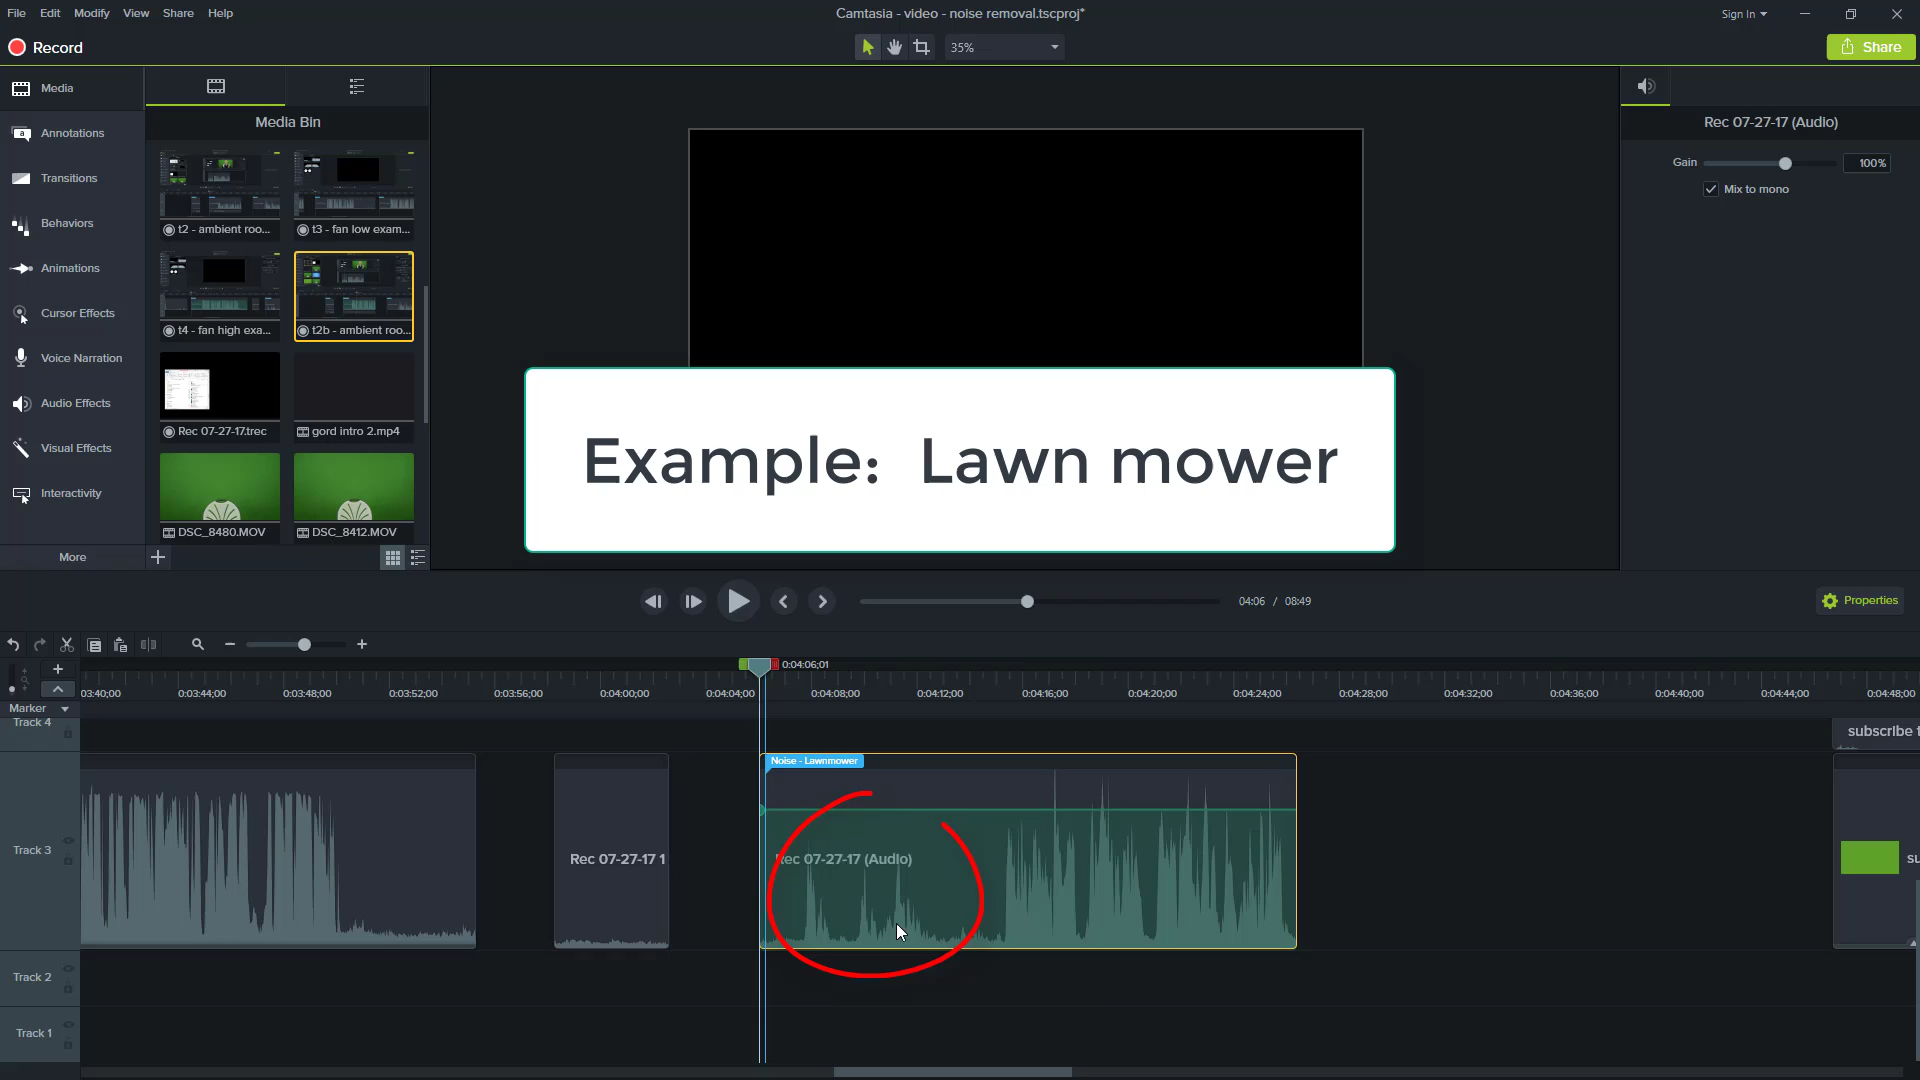 File Edit Modify View Share Help
Camtasia - video - noise removal.tscproj*
Sign In
Record
35%
Share
Media
Annotations
Transitions
Behaviors
Animations
Cursor Effects
Voice Narration
Audio Effects
Visual Effects
Interactivity
More
Media Bin
t2 - ambient roo...
t3 - fan low exam...
t4 - fan high exa...
t2b - ambient roo...
Rec 07-27-17.trec
gord intro 2.mp4
DSC_8480.MOV
DSC_8412.MOV
Rec 07-27-17 (Audio)
Gain 100%
Mix to mono
Example: Lawn mower
04:06 / 08:49
Properties
0:04:06;01
03:40;00 0:03:44;00 0:03:48;00 0:03:52;00 0:03:56;00 0:04:00;00 0:04:04;00 0:04:08;00 0:04:12;00 0:04:16;00 0:04:20;00 0:04:24;00 0:04:28;00 0:04:32;00 0:04:36;00 0:04:40;00 0:04:44;00 0:04:48;00
Marker
Track 4
subscribe t
Noise - Lawnmower
Track 3
Rec 07-27-17 1
Rec 07-27-17 (Audio)
su
Track 2
Track 1